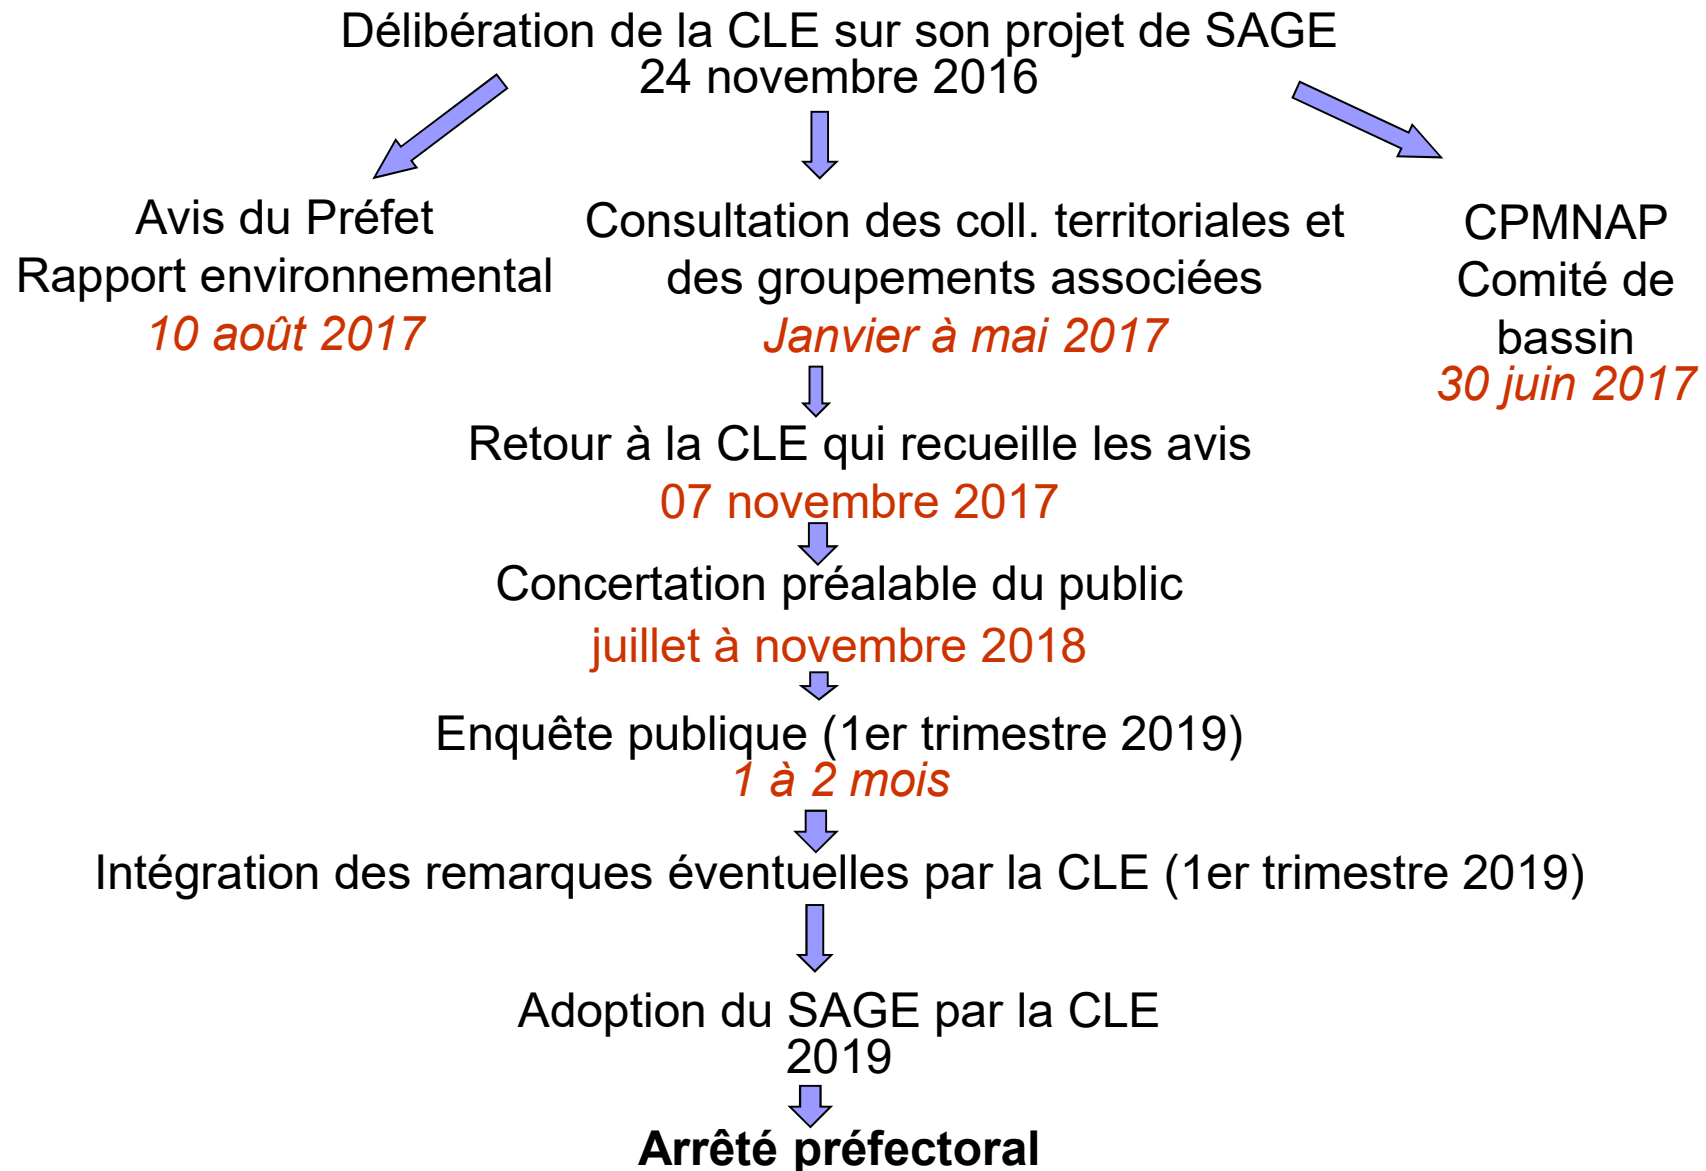 Délibération de la CLE sur son projet de SAGE
24 novembre 2016
Avis du Préfet
Rapport environnemental
10 août 2017
Consultation des coll. territoriales et
des groupements associées
Janvier à mai 2017
CPMNAP
Comité de
bassin
30 juin 2017
Retour à la CLE qui recueille les avis
07 novembre 2017
Concertation préalable du public
juillet à novembre 2018
Enquête publique (1er trimestre 2019)
1 à 2 mois
Intégration des remarques éventuelles par la CLE (1er trimestre 2019)
Adoption du SAGE par la CLE
2019
Arrêté préfectoral